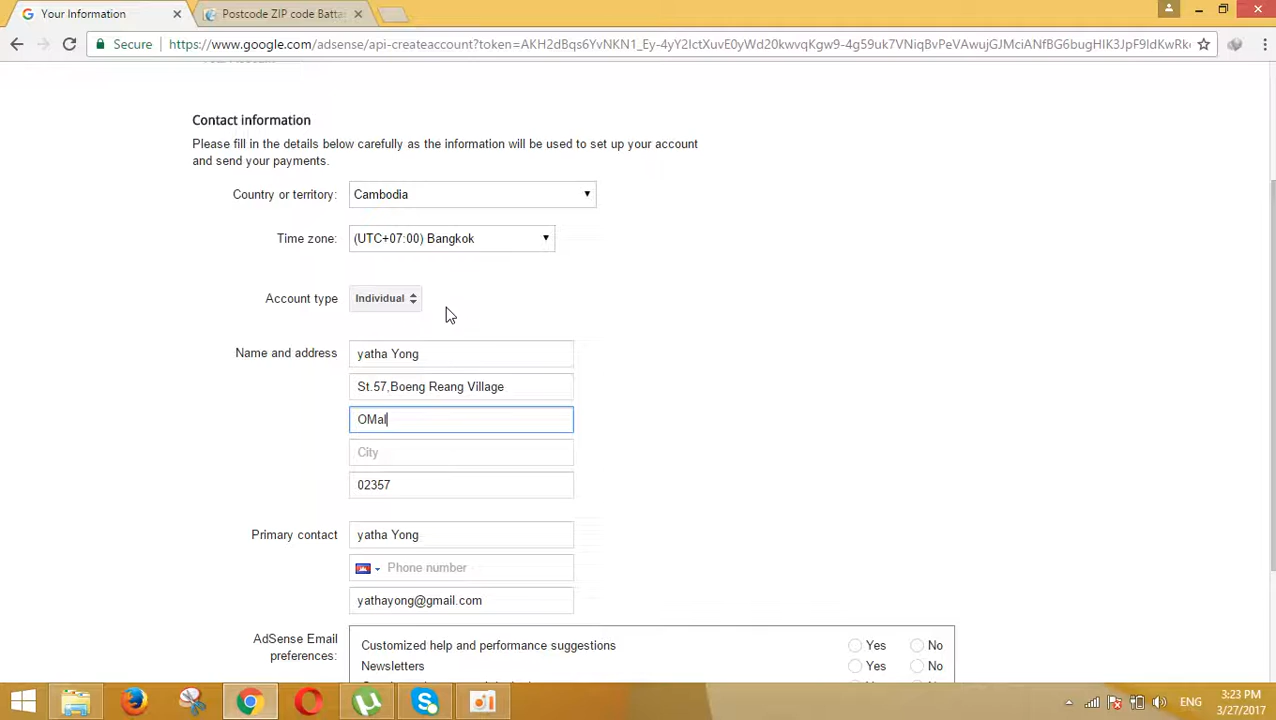 Your Information
Postcode ZIP code Batta
Secure
https://www.google.com/adsense/api-createaccount?token=AKH2dBqs6YvNKN1_Ey-4yY2IctXuvE0yWd20kwvqKgw9-4g59uk7VNiqBvPeVAwujGJMciANfBG6bugHIK3JpF9IdKwRk
Contact information
Please fill in the details below carefully as the information will be used to set up your account
and send your payments.
Country or territory: Cambodia
Time zone: (UTC+07:00) Bangkok
Account type Individual
Name and address yatha Yong
St.57,Boeng Reang Village
OMal
City
02357
Primary contact yatha Yong
Phone number
yathayong@gmail.com
AdSense Email
preferences:
Customized help and performance suggestions Yes No
Newsletters Yes No
ENG
3:23 PM
3/27/2017